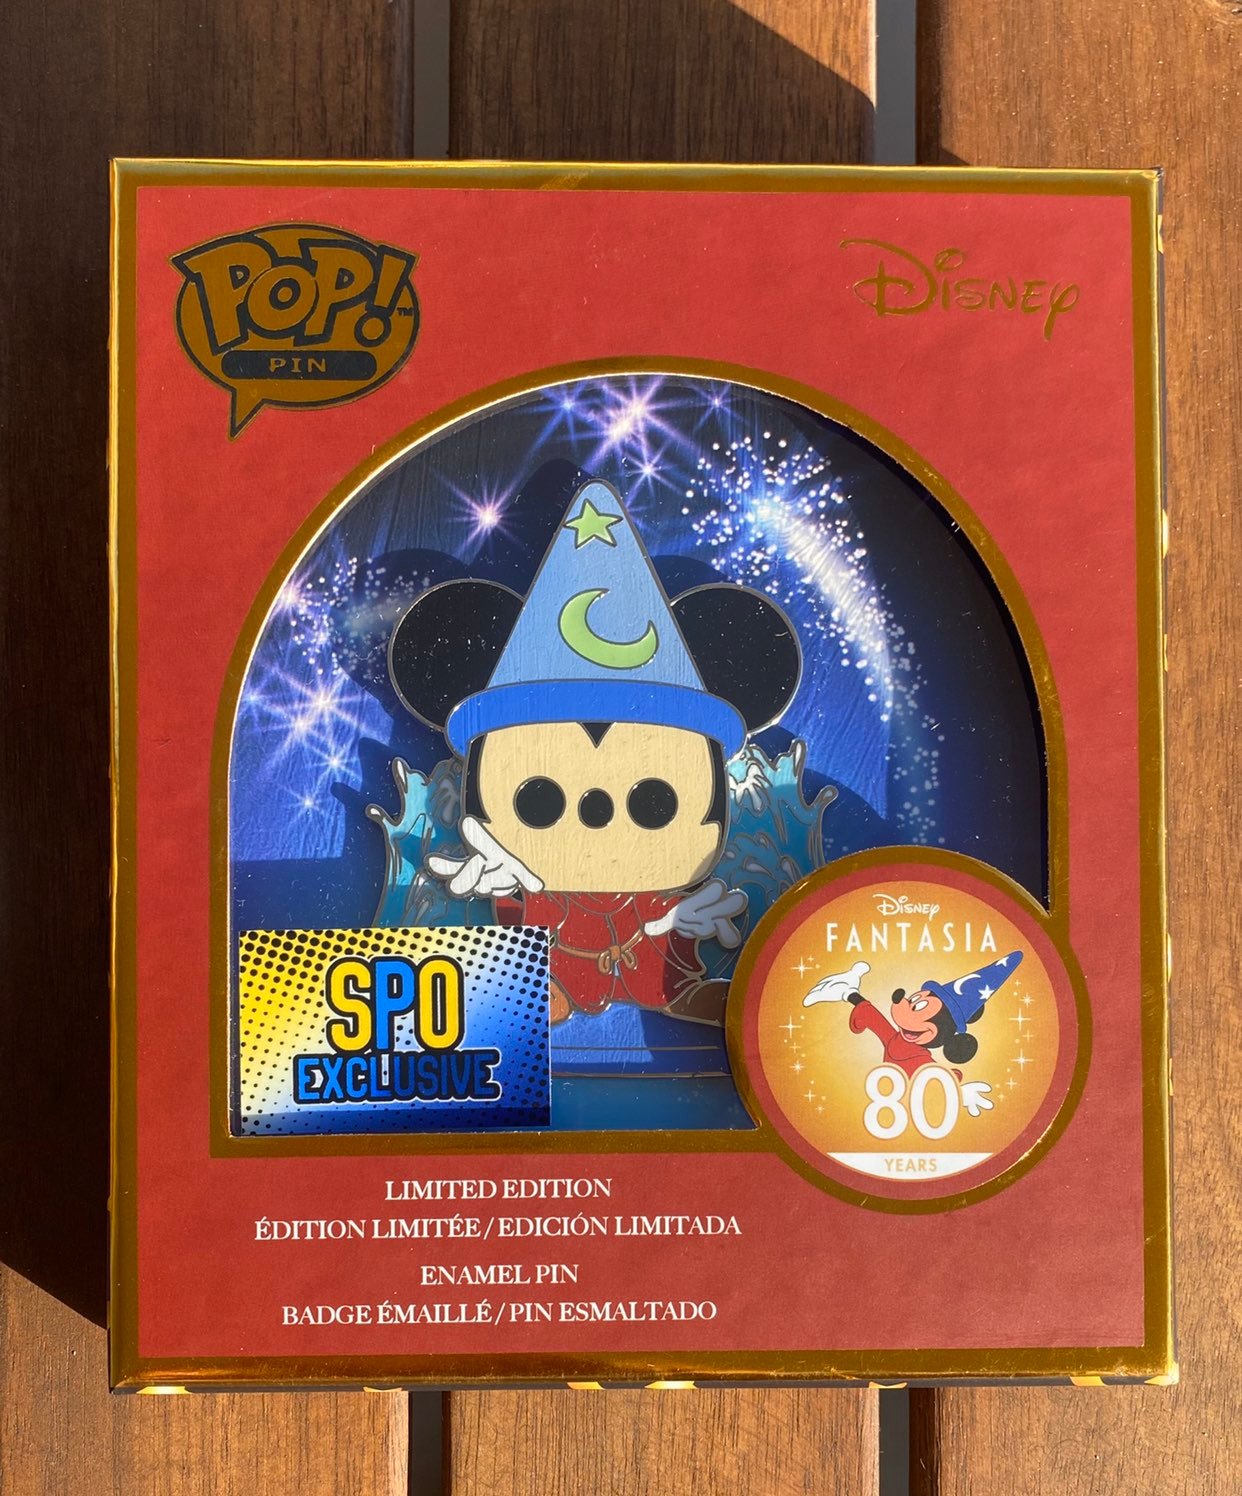 POP!™
PIN
Disney
SPO
EXCLUSIVE
Disney
FANTASIA
80
YEARS
LIMITED EDITION
ÉDITION LIMITÉE / EDICIÓN LIMITADA
ENAMEL PIN
BADGE ÉMAILLÉ / PIN ESMALTADO